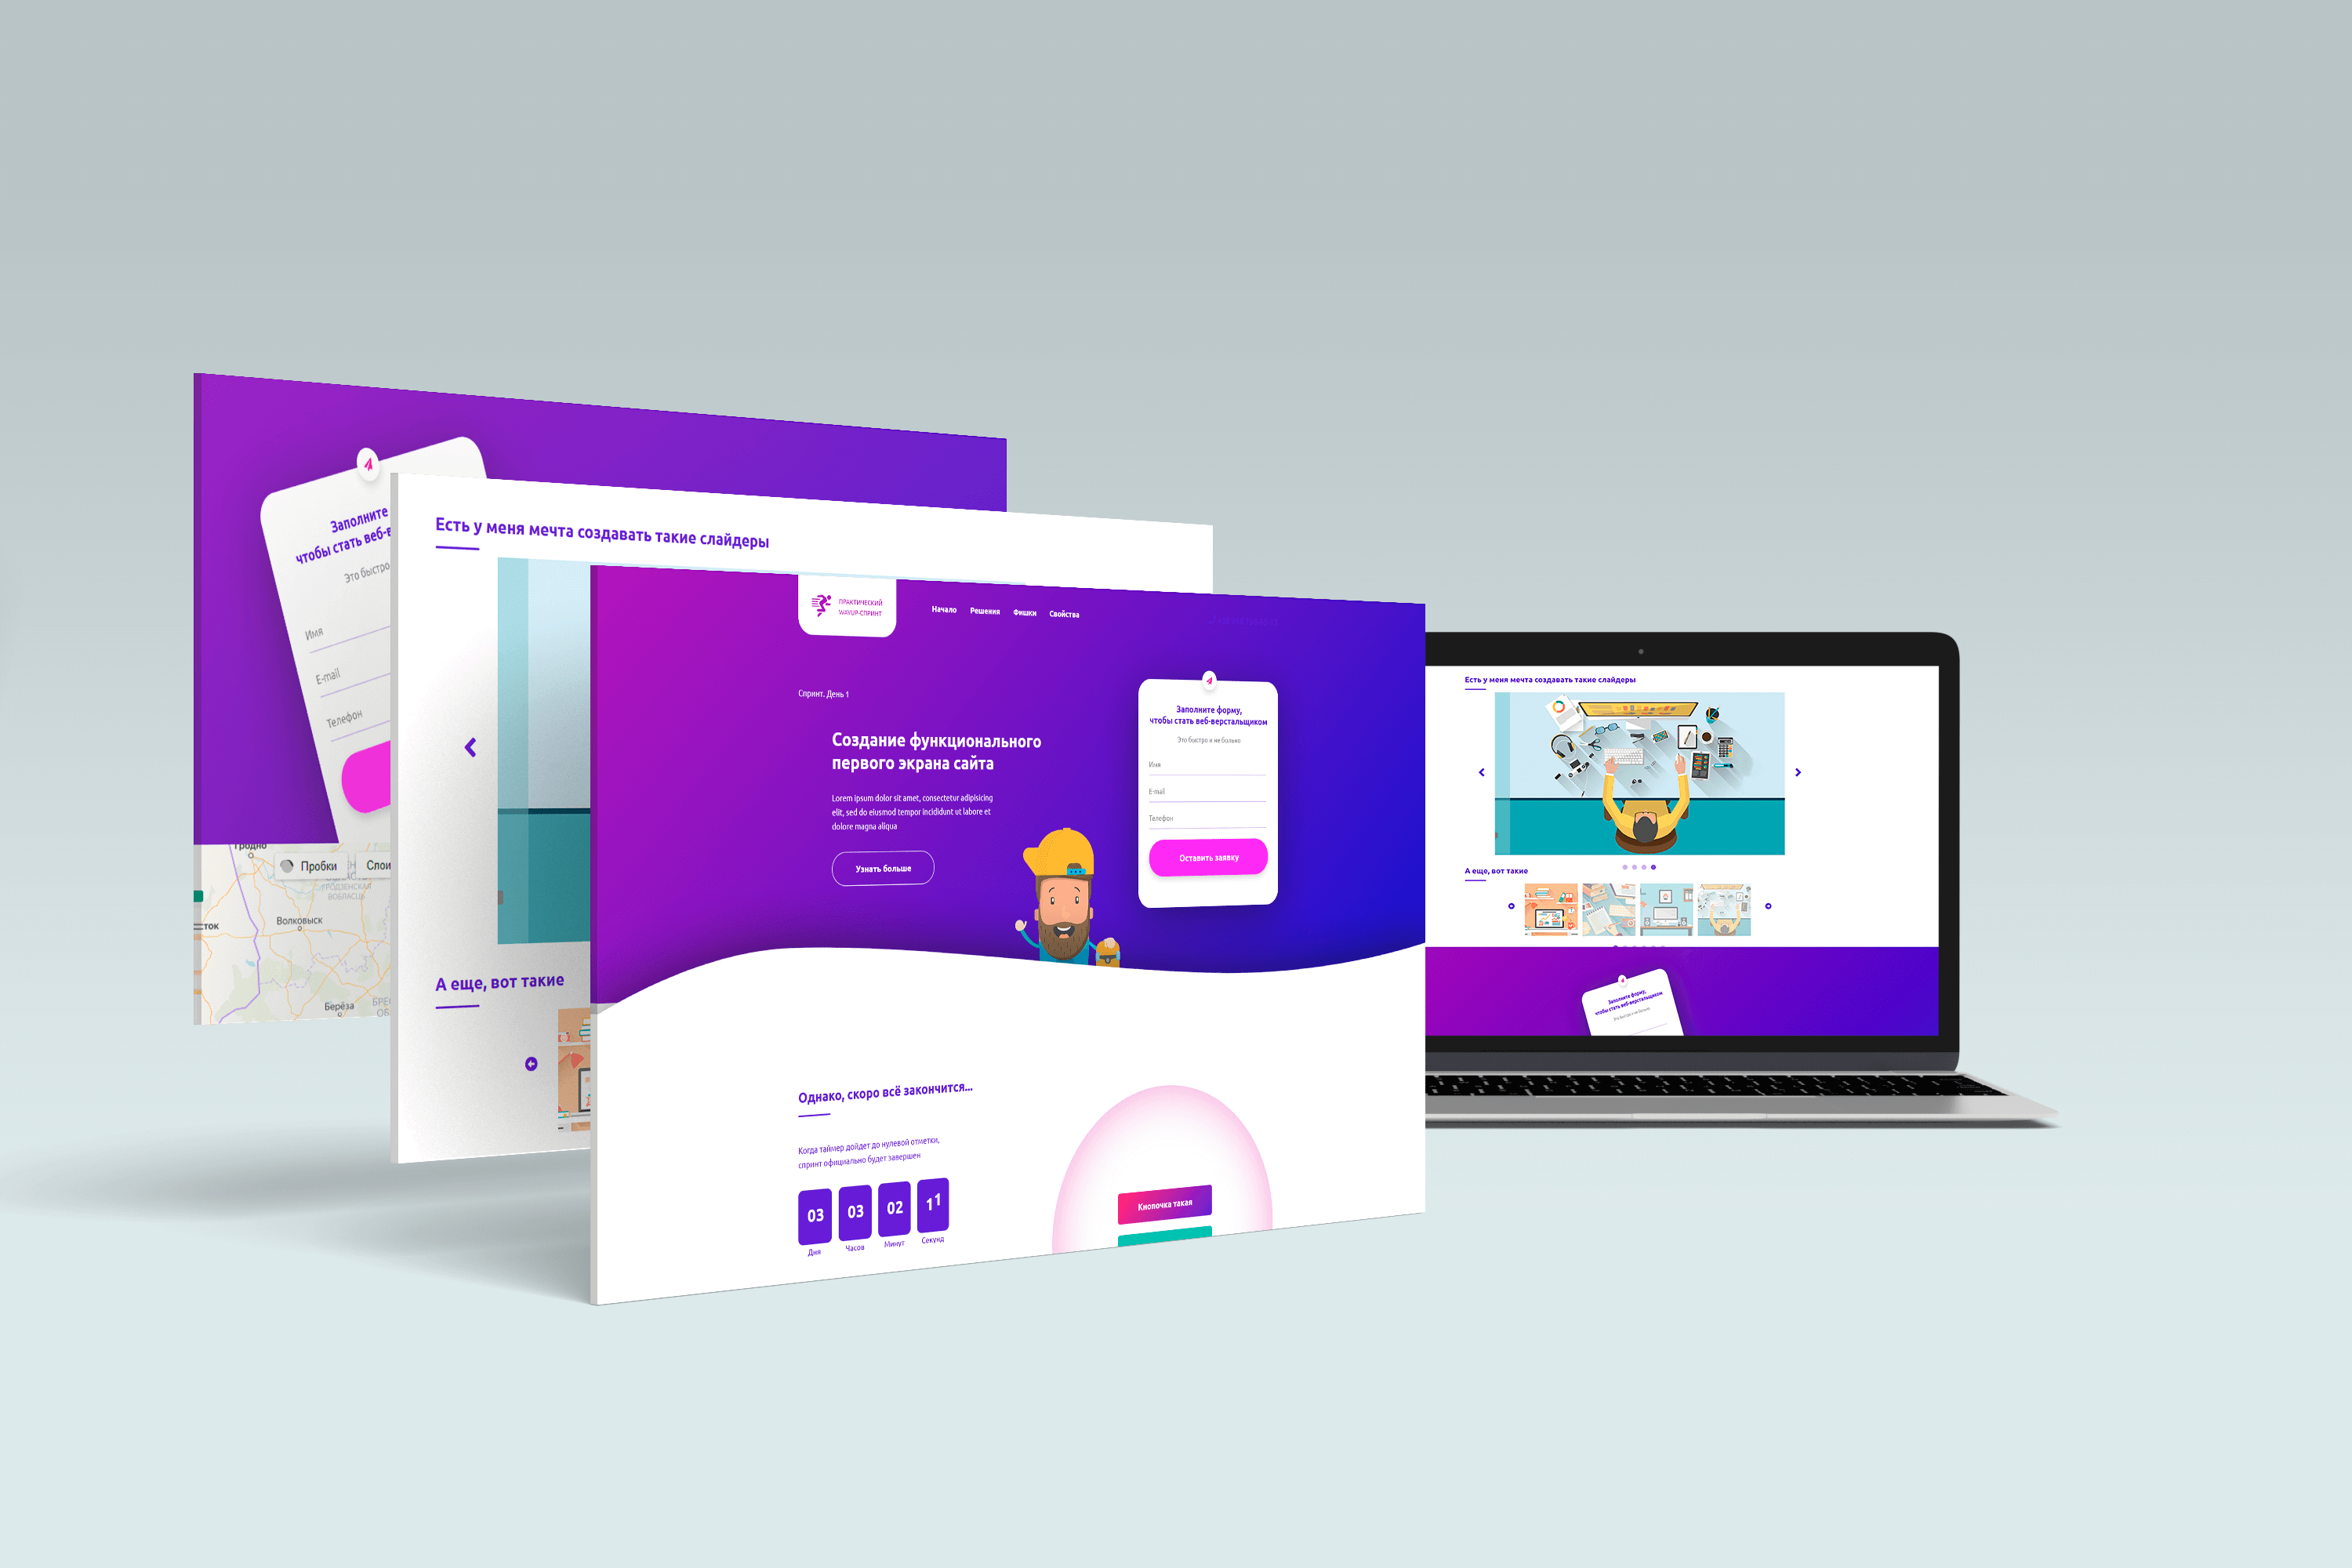 Заполните
чтобы стать веб-в
Это быстро
Имя
E-mail
Телефон
Гродно
Пробки
Слои
ГРОДЗЕНСКАЯ
ВОБЛАСЦЬ
Волковыск
сток
Берёза
БРЕС
ОБ
Есть у меня мечта создавать такие слайдеры
А еще, вот такие
ПРАКТИЧЕСКИЙ
WAYUP-СПРИНТ
Начало Решения Фишки Свойства
Спринт. День 1
Создание функционального
первого экрана сайта
Lorem ipsum dolor sit amet, consectetur adipisicing
elit, sed do eiusmod tempor incididunt ut labore et
dolore magna aliqua
Узнать больше
Заполните форму,
чтобы стать веб-верстальщиком
Это быстро и не больно
Имя
E-mail
Телефон
Оставить заявку
Однако, скоро всё закончится...
Когда таймер дойдет до нулевой отметки,
спринт официально будет завершен
03 03 02 11
Дня Часов Минут Секунд
Кнопочка такая
Есть у меня мечта создавать такие слайдеры
А еще, вот такие
Заполните форму,
чтобы стать веб-верстальщиком
Это быстро и не больно